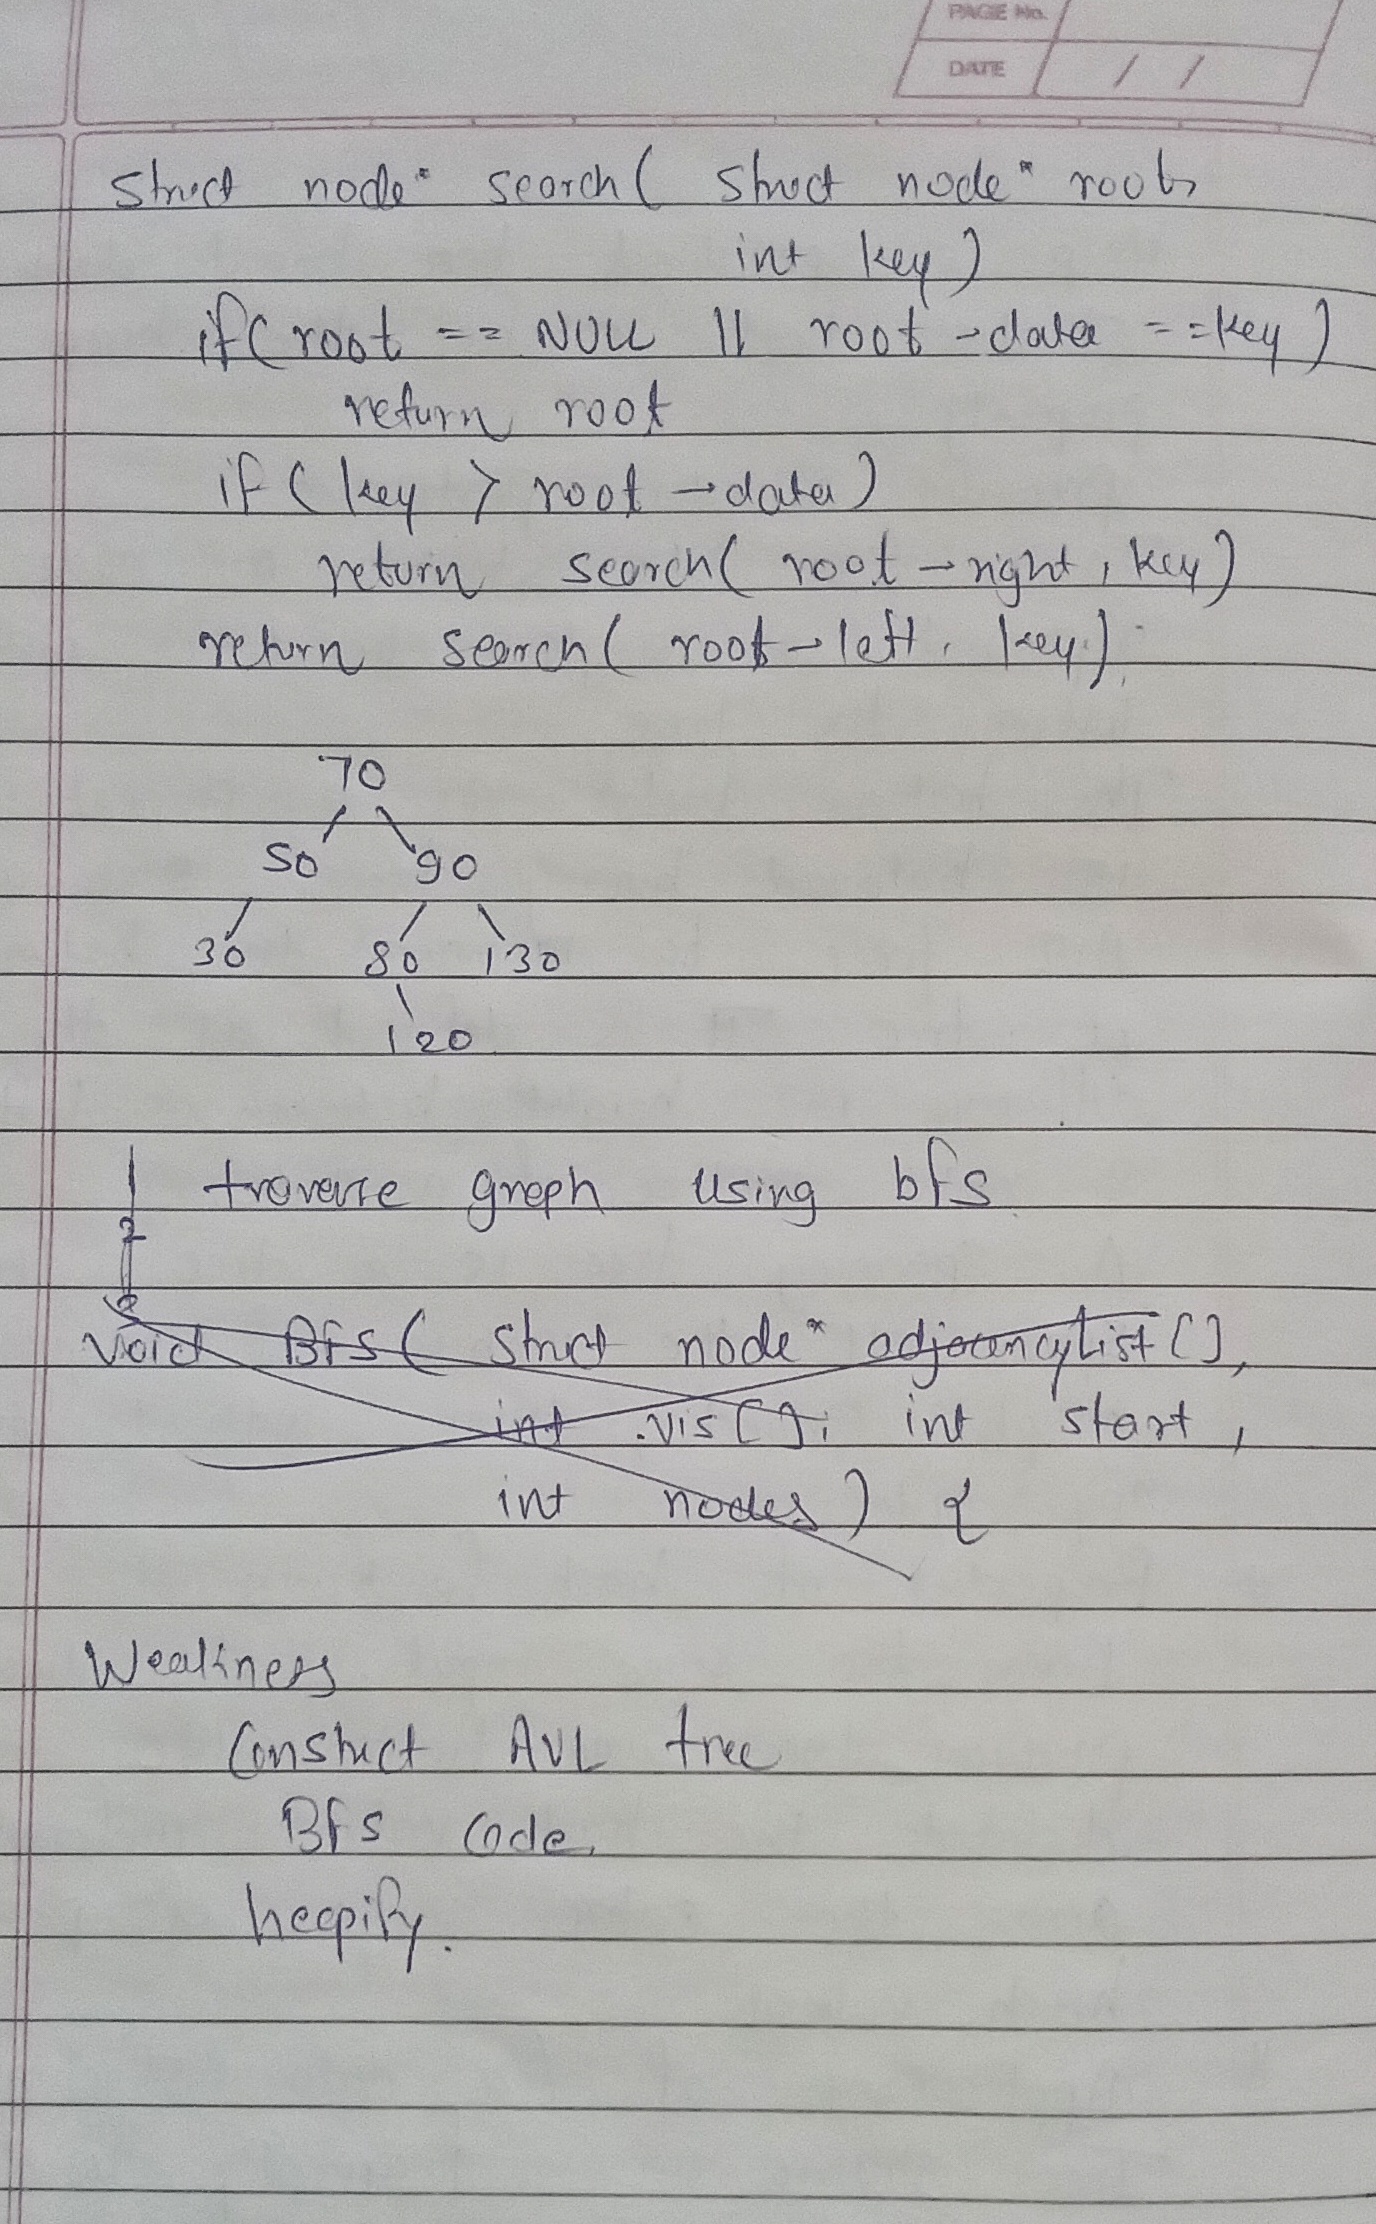 PAGE No.
DATE / /
struct node* search( struct node* root,
int key)
if( root == NULL || root → data == key)
return root
if( key > root → data)
return search( root → right, key)
return search( root → left, key);
70
50 90
30 80 130
120
1 traverse graph using bfs
2
void Bfs( struct node* adjacencyList[],
int vis[], int start,
int nodes) {
Weakness
Construct AVL tree
Bfs code
heapify.